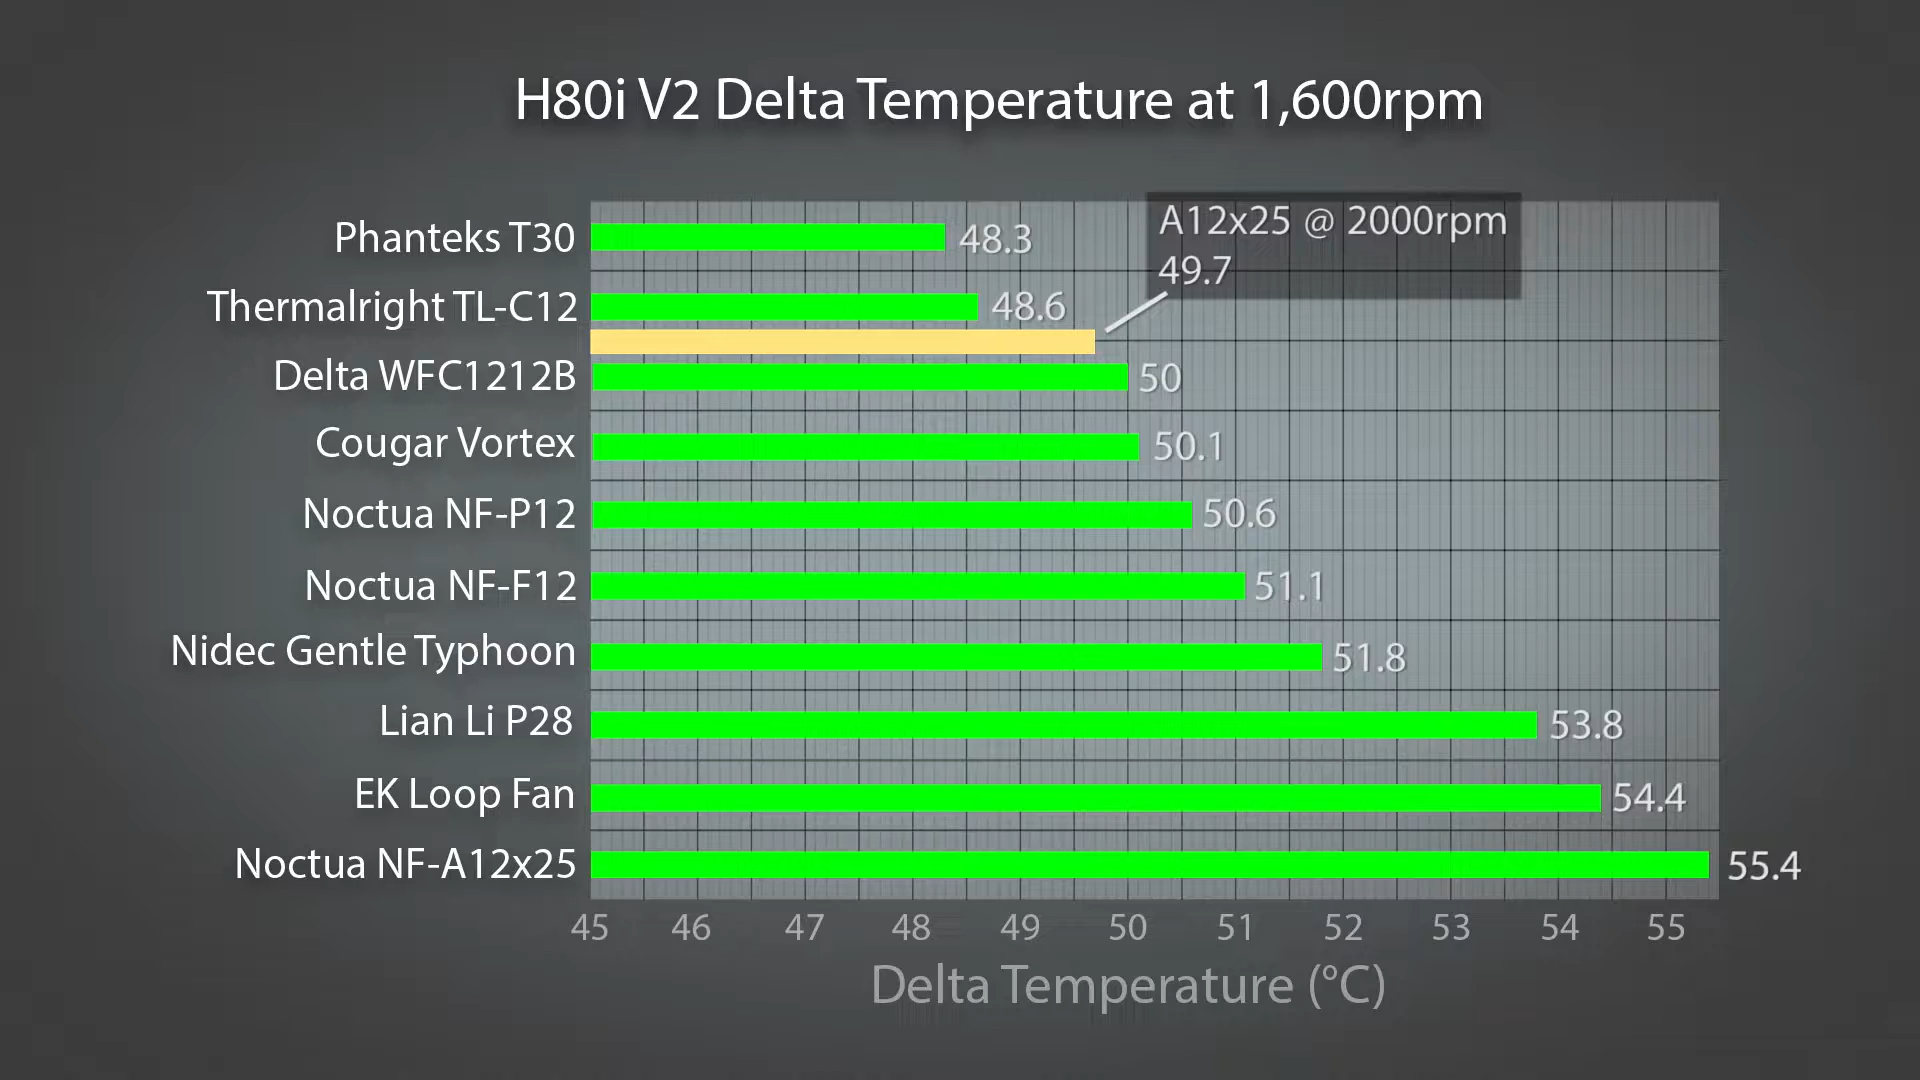 H80i V2 Delta Temperature at 1,600rpm
A12x25 @ 2000rpm
49.7
Phanteks T30 48.3
Thermalright TL-C12 48.6
Delta WFC1212B 50
Cougar Vortex 50.1
Noctua NF-P12 50.6
Noctua NF-F12 51.1
Nidec Gentle Typhoon 51.8
Lian Li P28 53.8
EK Loop Fan 54.4
Noctua NF-A12x25 55.4
45 46 47 48 49 50 51 52 53 54 55
Delta Temperature (°C)